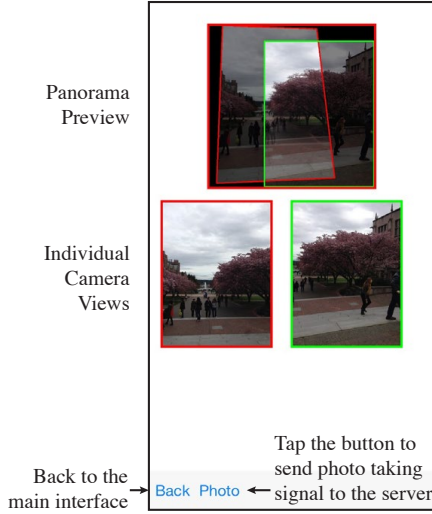 Panorama
Preview
Individual
Camera
Views
Back to the
main interface
Back Photo
Tap the button to
send photo taking
signal to the server